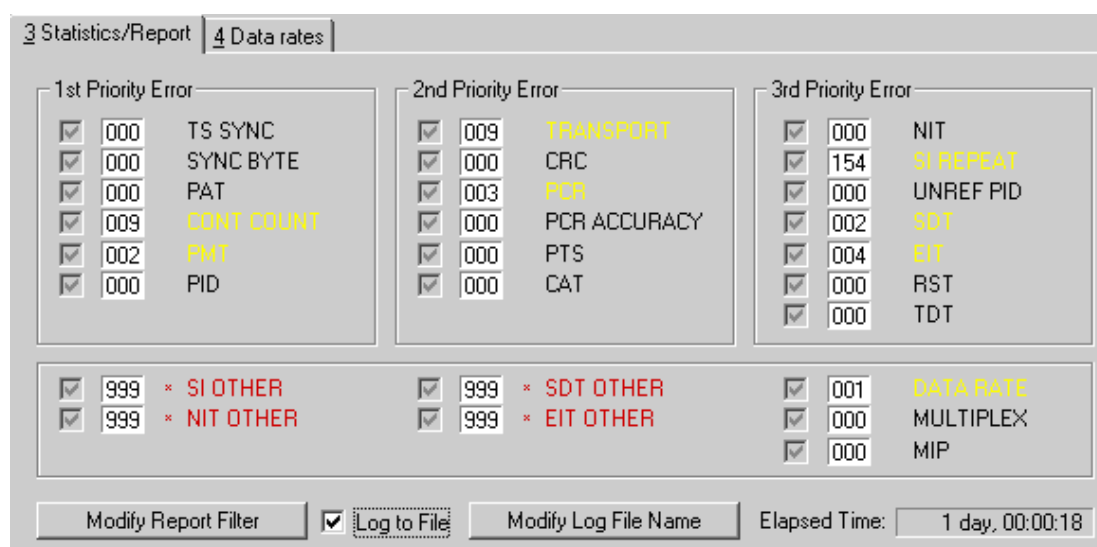 3 Statistics/Report 4 Data rates
1st Priority Error
000 TS SYNC
000 SYNC BYTE
000 PAT
009 CONT COUNT
002 PMT
000 PID
2nd Priority Error
009 TRANSPORT
000 CRC
003 PCR
000 PCR ACCURACY
000 PTS
000 CAT
3rd Priority Error
000 NIT
154 SI REPEAT
000 UNREF PID
002 SDT
004 EIT
000 RST
000 TDT
999 * SI OTHER
999 * NIT OTHER
999 * SDT OTHER
999 * EIT OTHER
001 DATA RATE
000 MULTIPLEX
000 MIP
Modify Report Filter Log to File Modify Log File Name Elapsed Time: 1 day, 00:00:18